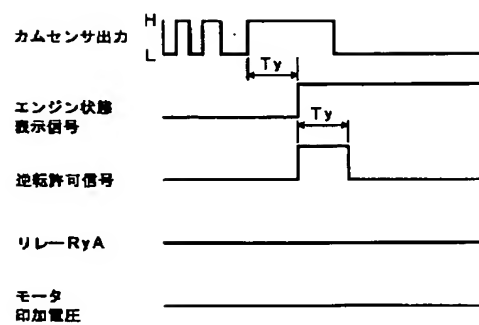 カムセンサ出力
H
L
Ty
エンジン状態
表示信号
Ty
逆転許可信号
リレーRyA
モータ
印加電圧